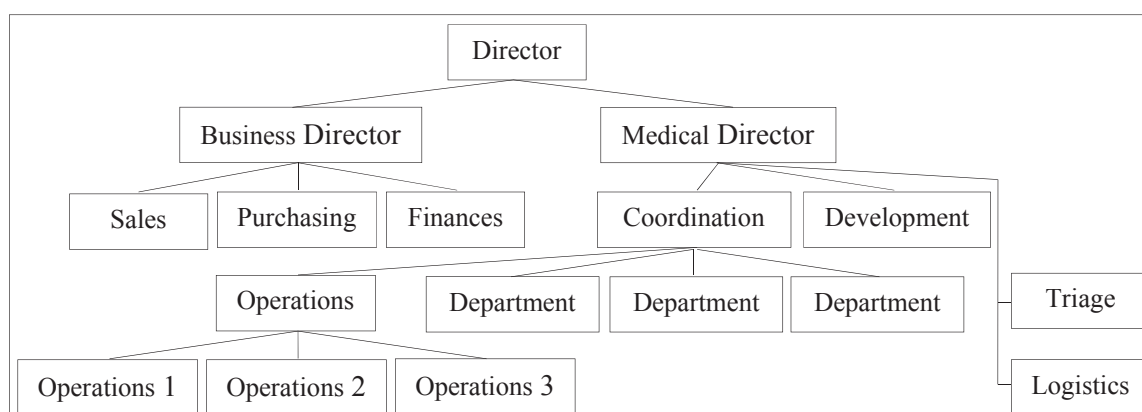 Director
Business Director
Medical Director
Sales
Purchasing
Finances
Coordination
Development
Operations
Department
Department
Department
Triage
Operations 1
Operations 2
Operations 3
Logistics